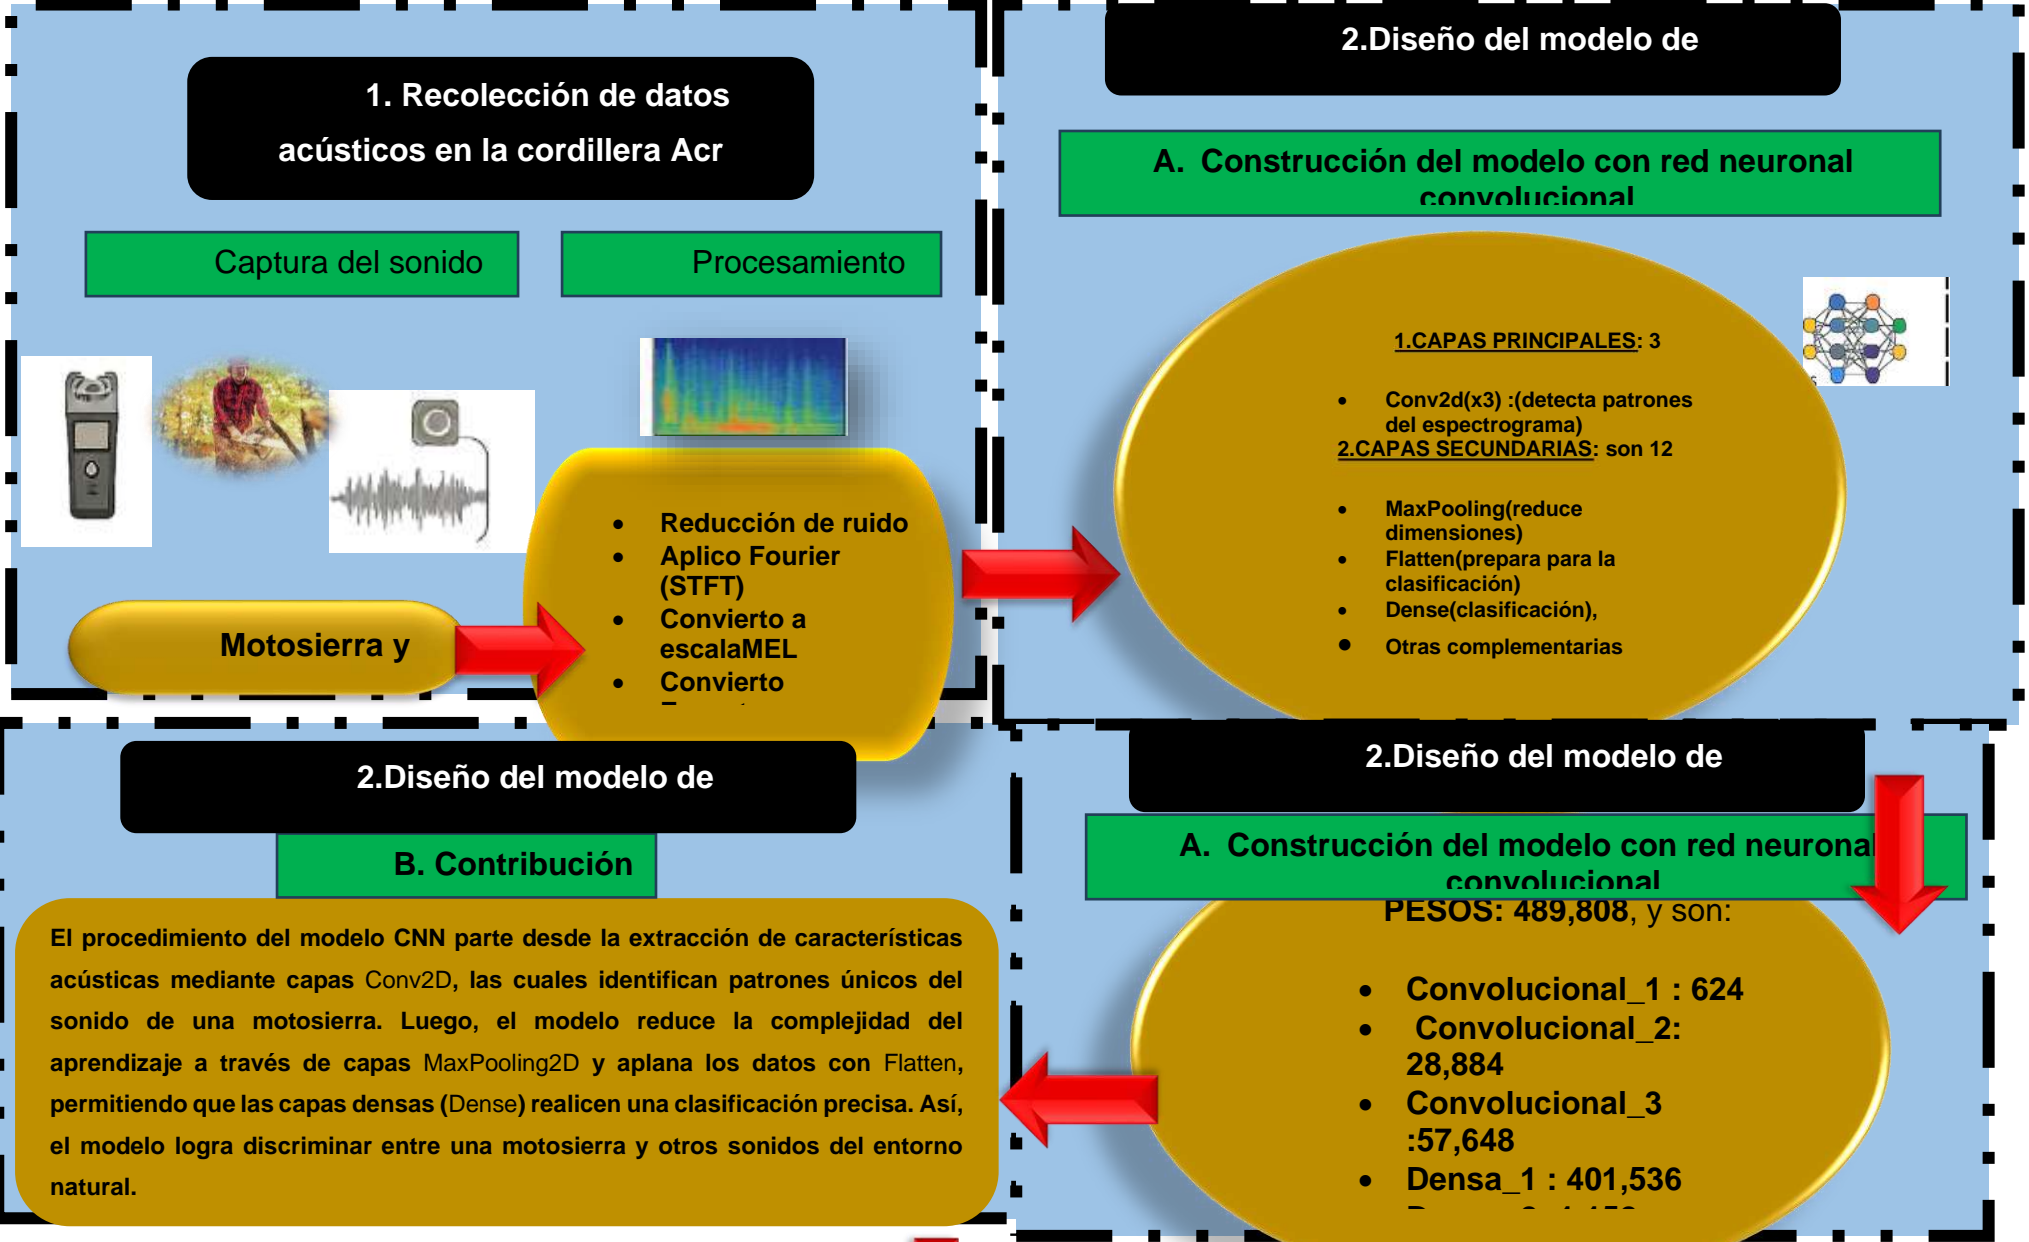 1. Recolección de datos
acústicos en la cordillera Acr
Captura del sonido
Procesamiento
Motosierra y
• Reducción de ruido
• Aplico Fourier
(STFT)
• Convierto a
escalaMEL
• Convierto
2.Diseño del modelo de
A. Construcción del modelo con red neuronal
convolucional
1.CAPAS PRINCIPALES: 3
• Conv2d(x3) :(detecta patrones
del espectrograma)
2.CAPAS SECUNDARIAS: son 12
• MaxPooling(reduce
dimensiones)
• Flatten(prepara para la
clasificación)
• Dense(clasificación),
• Otras complementarias
2.Diseño del modelo de
A. Construcción del modelo con red neuronal
convolucional
PESOS: 489,808, y son:
• Convolucional_1 : 624
• Convolucional_2:
28,884
• Convolucional_3
:57,648
• Densa_1 : 401,536
2.Diseño del modelo de
B. Contribución
El procedimiento del modelo CNN parte desde la extracción de características
acústicas mediante capas Conv2D, las cuales identifican patrones únicos del
sonido de una motosierra. Luego, el modelo reduce la complejidad del
aprendizaje a través de capas MaxPooling2D y aplana los datos con Flatten,
permitiendo que las capas densas (Dense) realicen una clasificación precisa. Así,
el modelo logra discriminar entre una motosierra y otros sonidos del entorno
natural.